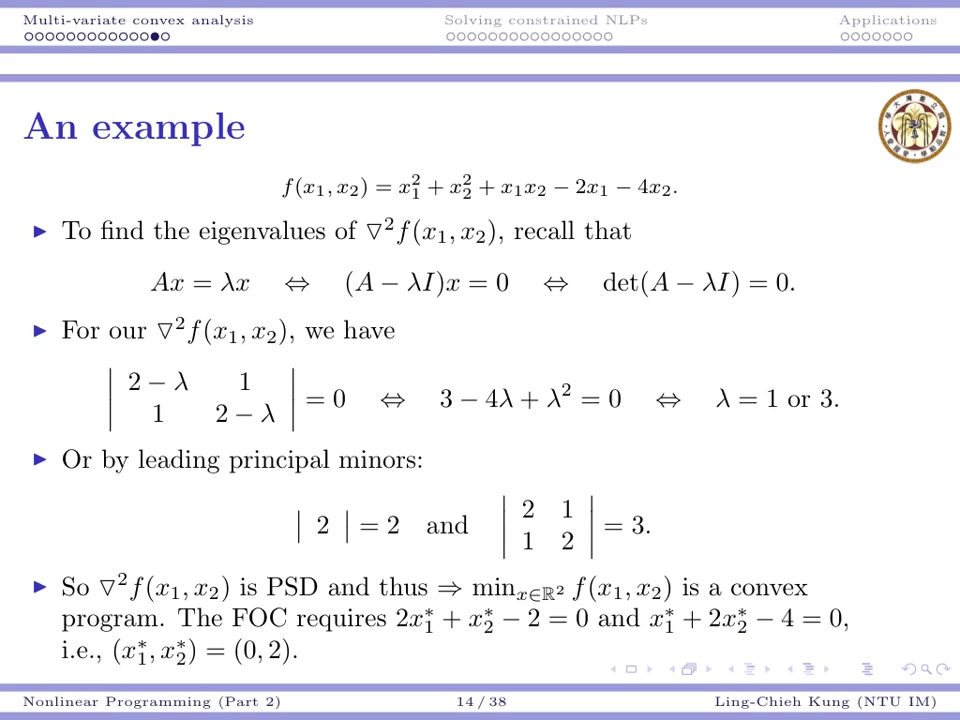 Multi-variate convex analysis Solving constrained NLPs Applications
An example
f(x₁, x₂) = x₁² + x₂² + x₁x₂ − 2x₁ − 4x₂.
▶ To find the eigenvalues of ▽²f(x₁, x₂), recall that
Ax = λx ⇔ (A − λI)x = 0 ⇔ det(A − λI) = 0.
▶ For our ▽²f(x₁, x₂), we have
| 2 − λ 1 ; 1 2 − λ | = 0 ⇔ 3 − 4λ + λ² = 0 ⇔ λ = 1 or 3.
▶ Or by leading principal minors:
| 2 | = 2 and | 2 1 ; 1 2 | = 3.
▶ So ▽²f(x₁, x₂) is PSD and thus ⇒ min_{x∈ℝ²} f(x₁, x₂) is a convex
program. The FOC requires 2x₁* + x₂* − 2 = 0 and x₁* + 2x₂* − 4 = 0,
i.e., (x₁*, x₂*) = (0, 2).
Nonlinear Programming (Part 2) 14 / 38 Ling-Chieh Kung (NTU IM)